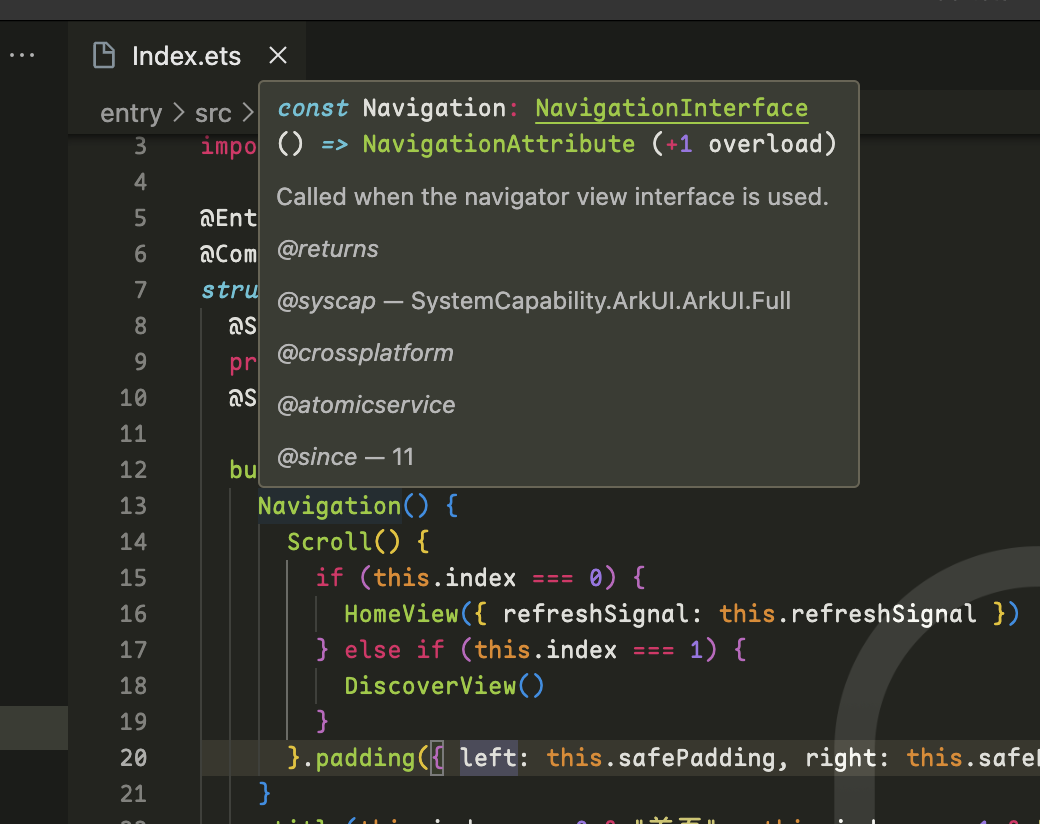 Index.ets
entry > src >
const Navigation: NavigationInterface
() => NavigationAttribute (+1 overload)
Called when the navigator view interface is used.
@returns
@syscap — SystemCapability.ArkUI.ArkUI.Full
@crossplatform
@atomicservice
@since — 11
3 impo
4
5 @Ent
6 @Com
7 stru
8 @S
9 pr
10 @S
11
12 bu
13 Navigation() {
14 Scroll() {
15 if (this.index === 0) {
16 HomeView({ refreshSignal: this.refreshSignal })
17 } else if (this.index === 1) {
18 DiscoverView()
19 }
20 }.padding({ left: this.safePadding, right: this.safe
21 }